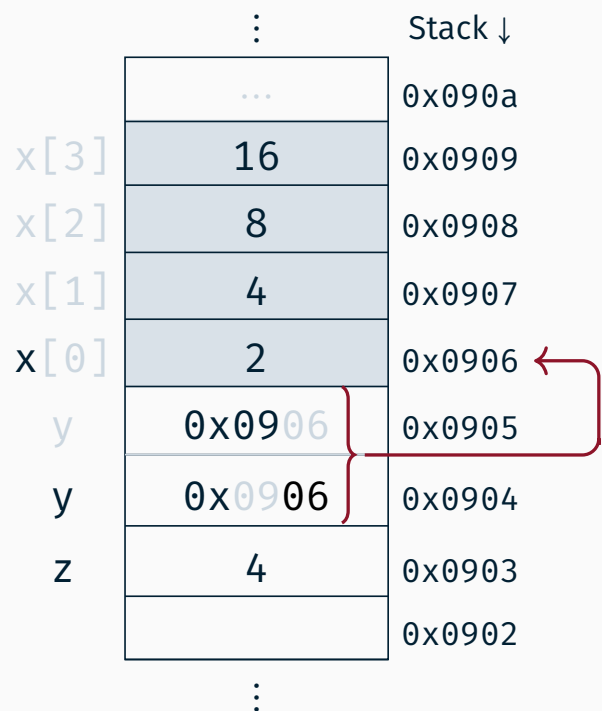 ⋮ Stack ↓
... 0x090a
x[3] 16 0x0909
x[2] 8 0x0908
x[1] 4 0x0907
x[0] 2 0x0906
y 0x0906 0x0905
y 0x0906 0x0904
z 4 0x0903
0x0902
⋮